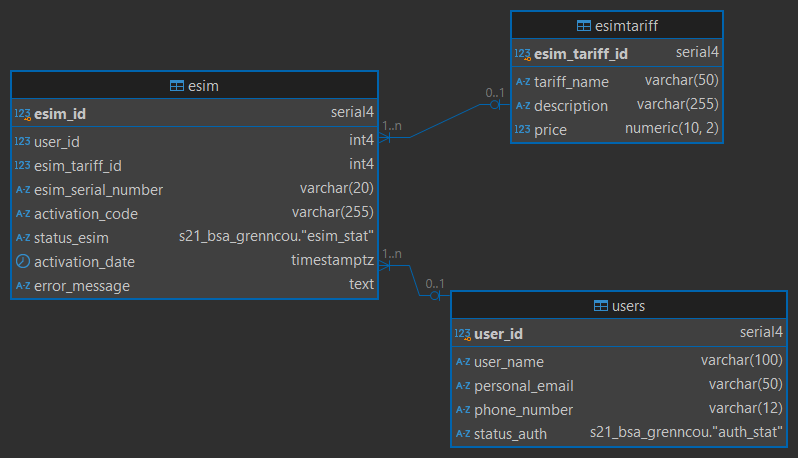 esimtariff
123 esim_tariff_id serial4
A-Z tariff_name varchar(50)
A-Z description varchar(255)
123 price numeric(10, 2)
0..1
esim
123 esim_id serial4
123 user_id int4
123 esim_tariff_id int4
A-Z esim_serial_number varchar(20)
A-Z activation_code varchar(255)
A-Z status_esim s21_bsa_grenncou."esim_stat"
activation_date timestamptz
A-Z error_message text
1..n
1..n
0..1
users
123 user_id serial4
A-Z user_name varchar(100)
A-Z personal_email varchar(50)
A-Z phone_number varchar(12)
A-Z status_auth s21_bsa_grenncou."auth_stat"